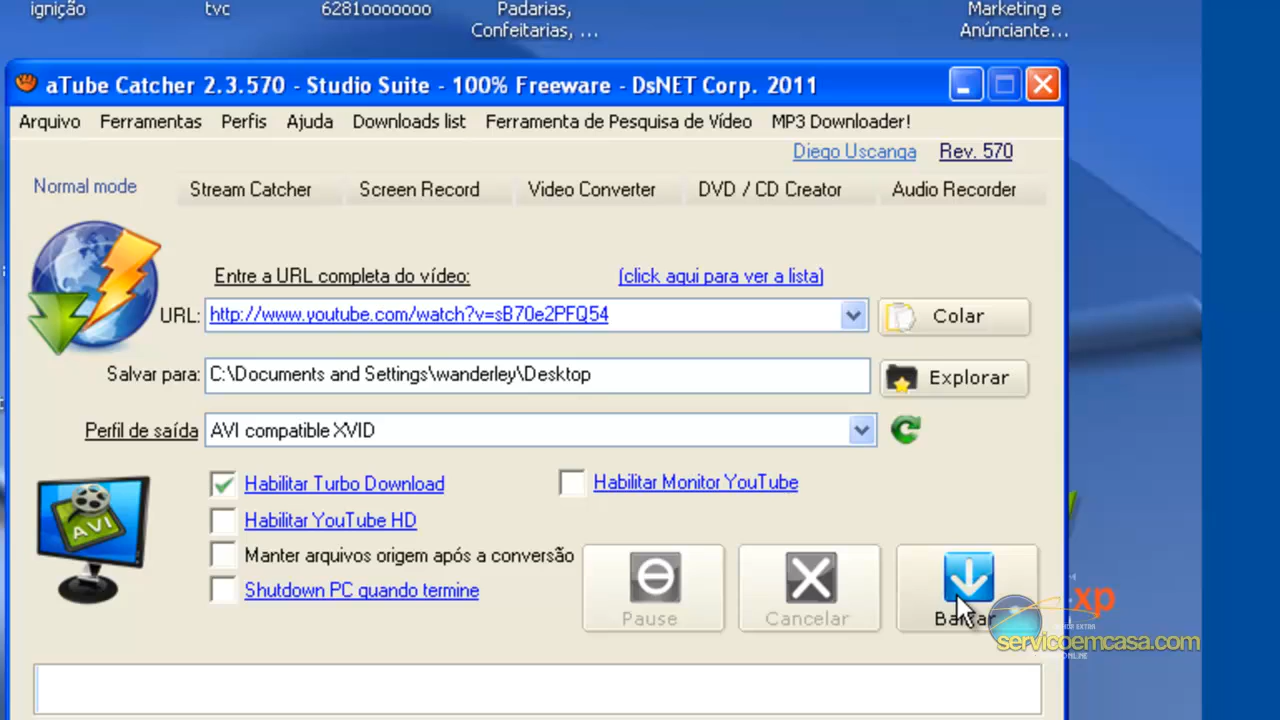 ignição
tvc
6281ooooooo
Padarias,
Confeitarias, ...
Marketing e
Anúnciante...
aTube Catcher 2.3.570 - Studio Suite - 100% Freeware - DsNET Corp. 2011
Arquivo Ferramentas Perfis Ajuda Downloads list Ferramenta de Pesquisa de Vídeo MP3 Downloader!
Diego Uscanga Rev. 570
Normal mode Stream Catcher Screen Record Video Converter DVD / CD Creator Audio Recorder
Entre a URL completa do vídeo: (click aqui para ver a lista)
URL: http://www.youtube.com/watch?v=sB70e2PFQ54 Colar
Salvar para: C:\Documents and Settings\wanderley\Desktop Explorar
Perfil de saída AVI compatible XVID
AVI
Habilitar Turbo Download Habilitar Monitor YouTube
Habilitar YouTube HD
Manter arquivos origem após a conversão
Shutdown PC quando termine
Pause Cancelar Baixar
xp
servicoemcasa.com
ONLINE